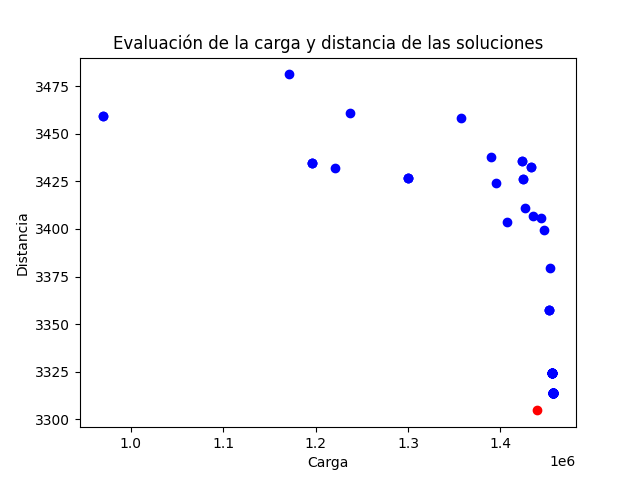 Evaluación de la carga y distancia de las soluciones
3475
3450
3425
3400
3375
3350
3325
3300
Distancia
1.0 1.1 1.2 1.3 1.4
1e6
Carga